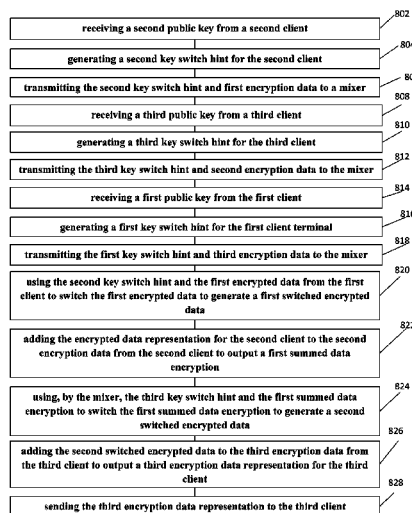 receiving a second public key from a second client
802
generating a second key switch hint for the second client
804
transmitting the second key switch hint and first encryption data to a mixer
receiving a third public key from a third client
808
generating a third key switch hint for the third client
810
transmitting the third key switch hint and second encryption data to the mixer
812
receiving a first public key from the first client
814
generating a first key switch hint for the first client terminal
816
transmitting the first key switch hint and third encryption data to the mixer
818
using the second key switch hint and the first encrypted data from the first
client to switch the first encrypted data to generate a first switched encrypted
data
820
adding the encrypted data representation for the second client to the second
encryption data from the second client to output a first summed data
encryption
822
using, by the mixer, the third key switch hint and the first summed data
encryption to switch the first summed data encryption to generate a second
switched encrypted data
824
adding the second switched encrypted data to the third encryption data from
the third client to output a third encryption data representation for the third
client
826
sending the third encryption data representation to the third client
828